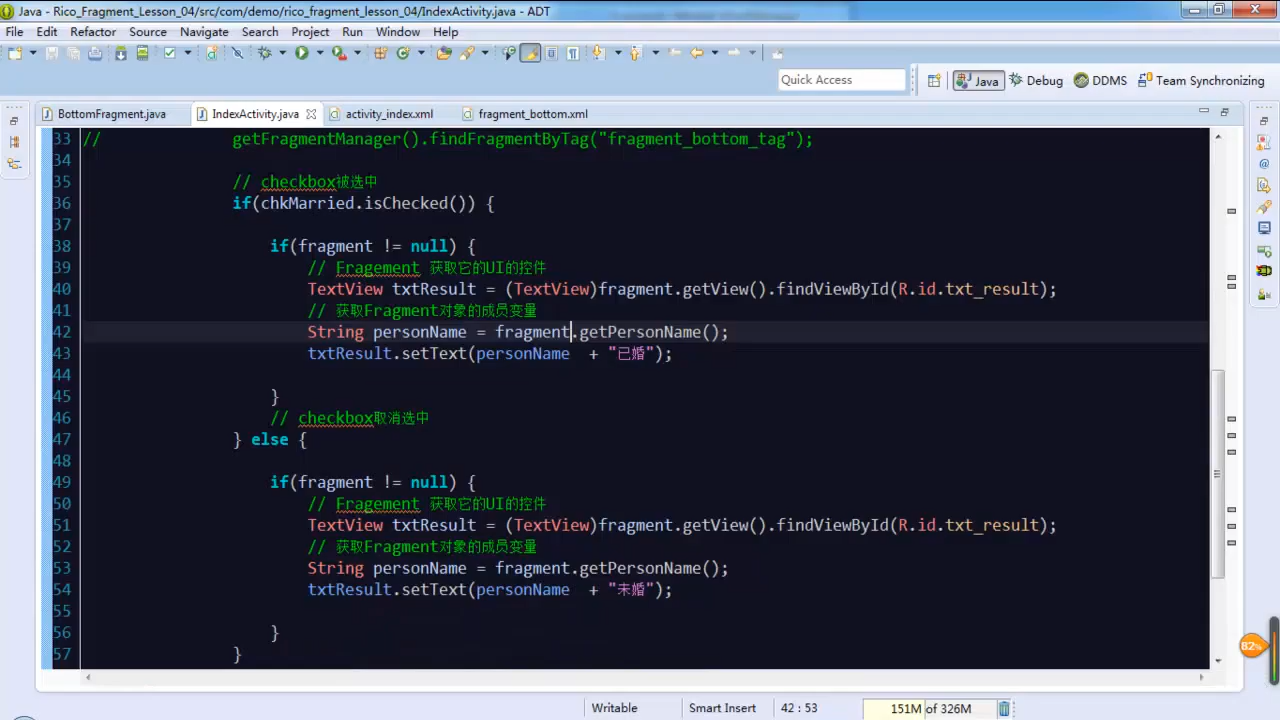 Java - Rico_Fragment_Lesson_04/src/com/demo/rico_fragment_lesson_04/IndexActivity.java - ADT
File Edit Refactor Source Navigate Search Project Run Window Help
Quick Access Java Debug DDMS Team Synchronizing
BottomFragment.java IndexActivity.java activity_index.xml fragment_bottom.xml
33 // getFragmentManager().findFragmentByTag("fragment_bottom_tag");
34
35 // checkbox被选中
36 if(chkMarried.isChecked()) {
37
38 if(fragment != null) {
39 // Fragement 获取它的UI的控件
40 TextView txtResult = (TextView)fragment.getView().findViewById(R.id.txt_result);
41 // 获取Fragment对象的成员变量
42 String personName = fragment.getPersonName();
43 txtResult.setText(personName + "已婚");
44
45 }
46 // checkbox取消选中
47 } else {
48
49 if(fragment != null) {
50 // Fragement 获取它的UI的控件
51 TextView txtResult = (TextView)fragment.getView().findViewById(R.id.txt_result);
52 // 获取Fragment对象的成员变量
53 String personName = fragment.getPersonName();
54 txtResult.setText(personName + "未婚");
55
56 }
57 }
82%
Writable Smart Insert 42 : 53 151M of 326M